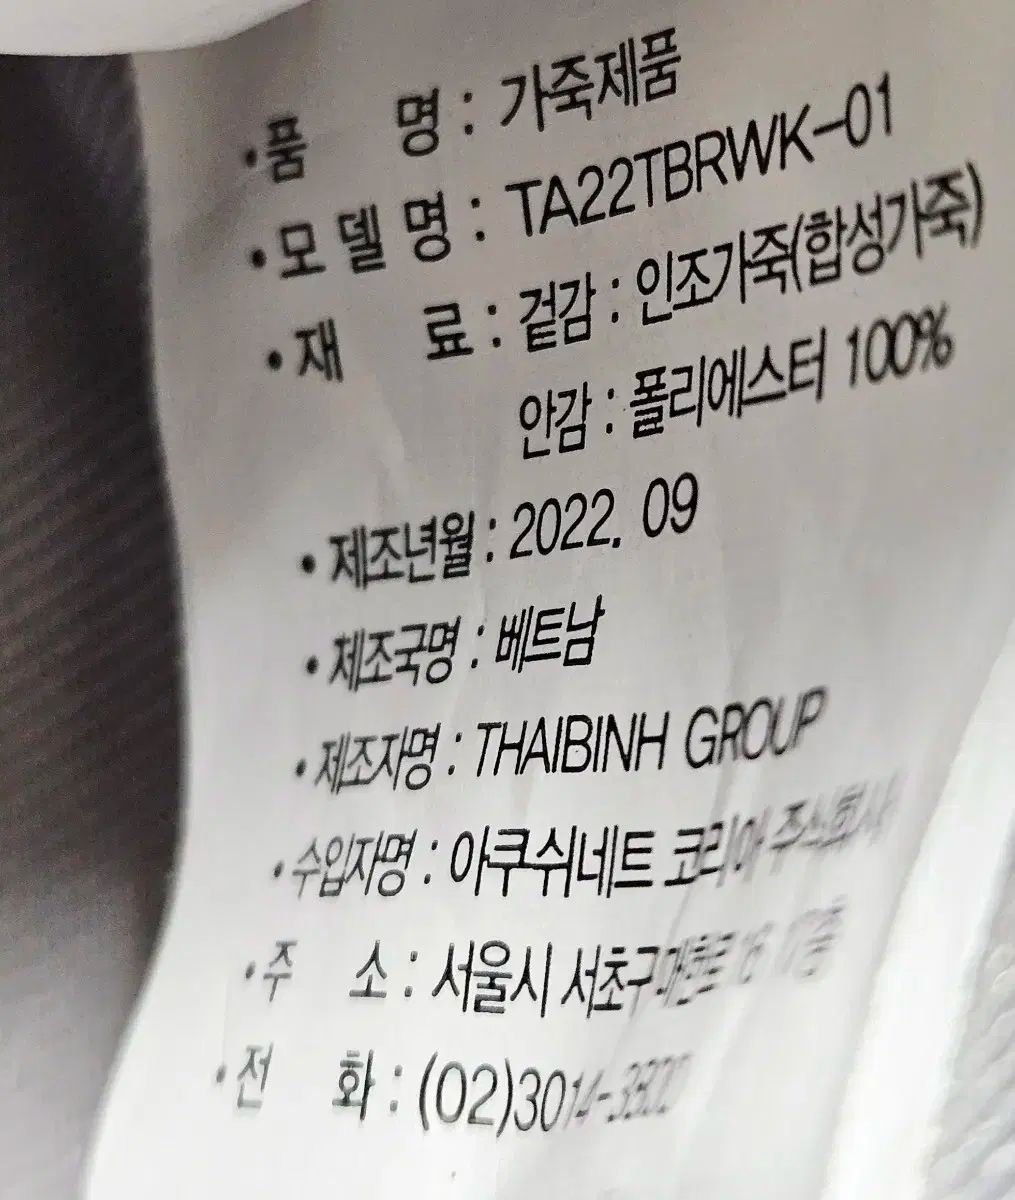 ·품 명 : 가죽제품
·모 델 명 : TA22TBRWK-01
·재 료 : 겉감 : 인조가죽(합성가죽)
안감 : 폴리에스터 100%
·제조년월 : 2022. 09
·제조국명 : 베트남
·제조자명 : THAIBINH GROUP
·수입자명 : 아쿠쉬네트 코리아 주식회사
·주 소 : 서울시 서초구
·전 화 : (02)3014-